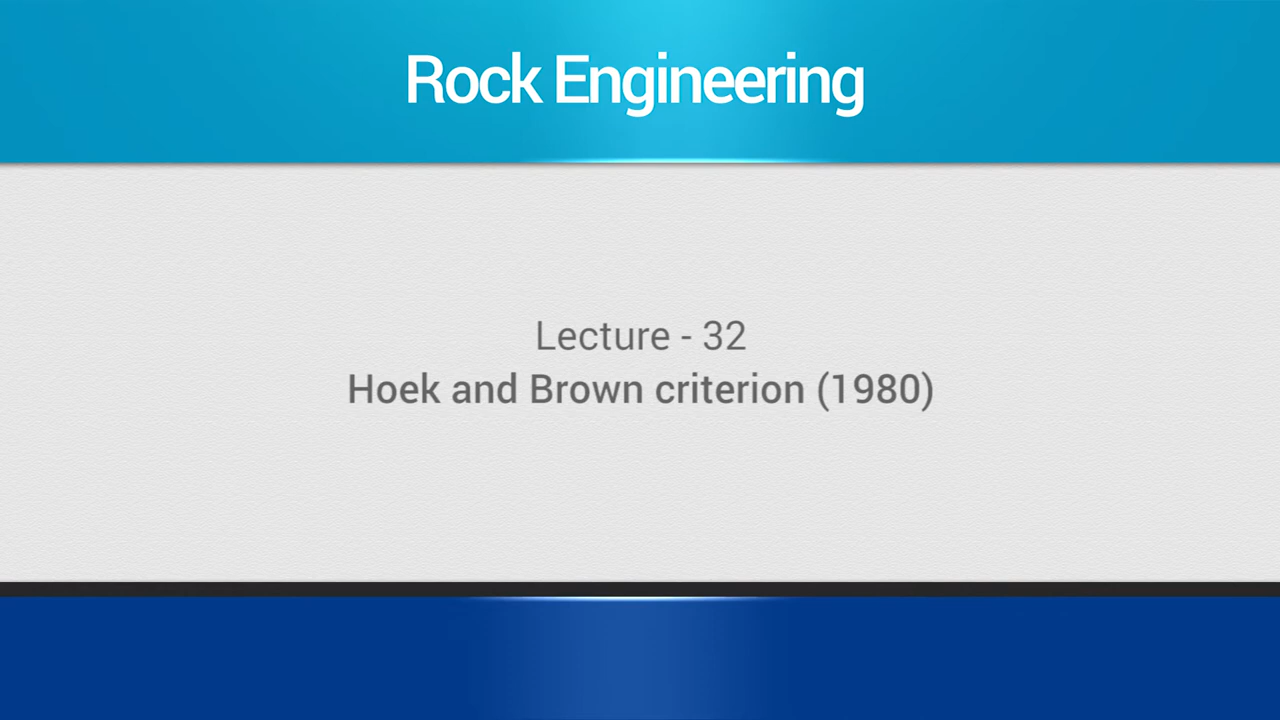 Rock Engineering
Lecture - 32
Hoek and Brown criterion (1980)